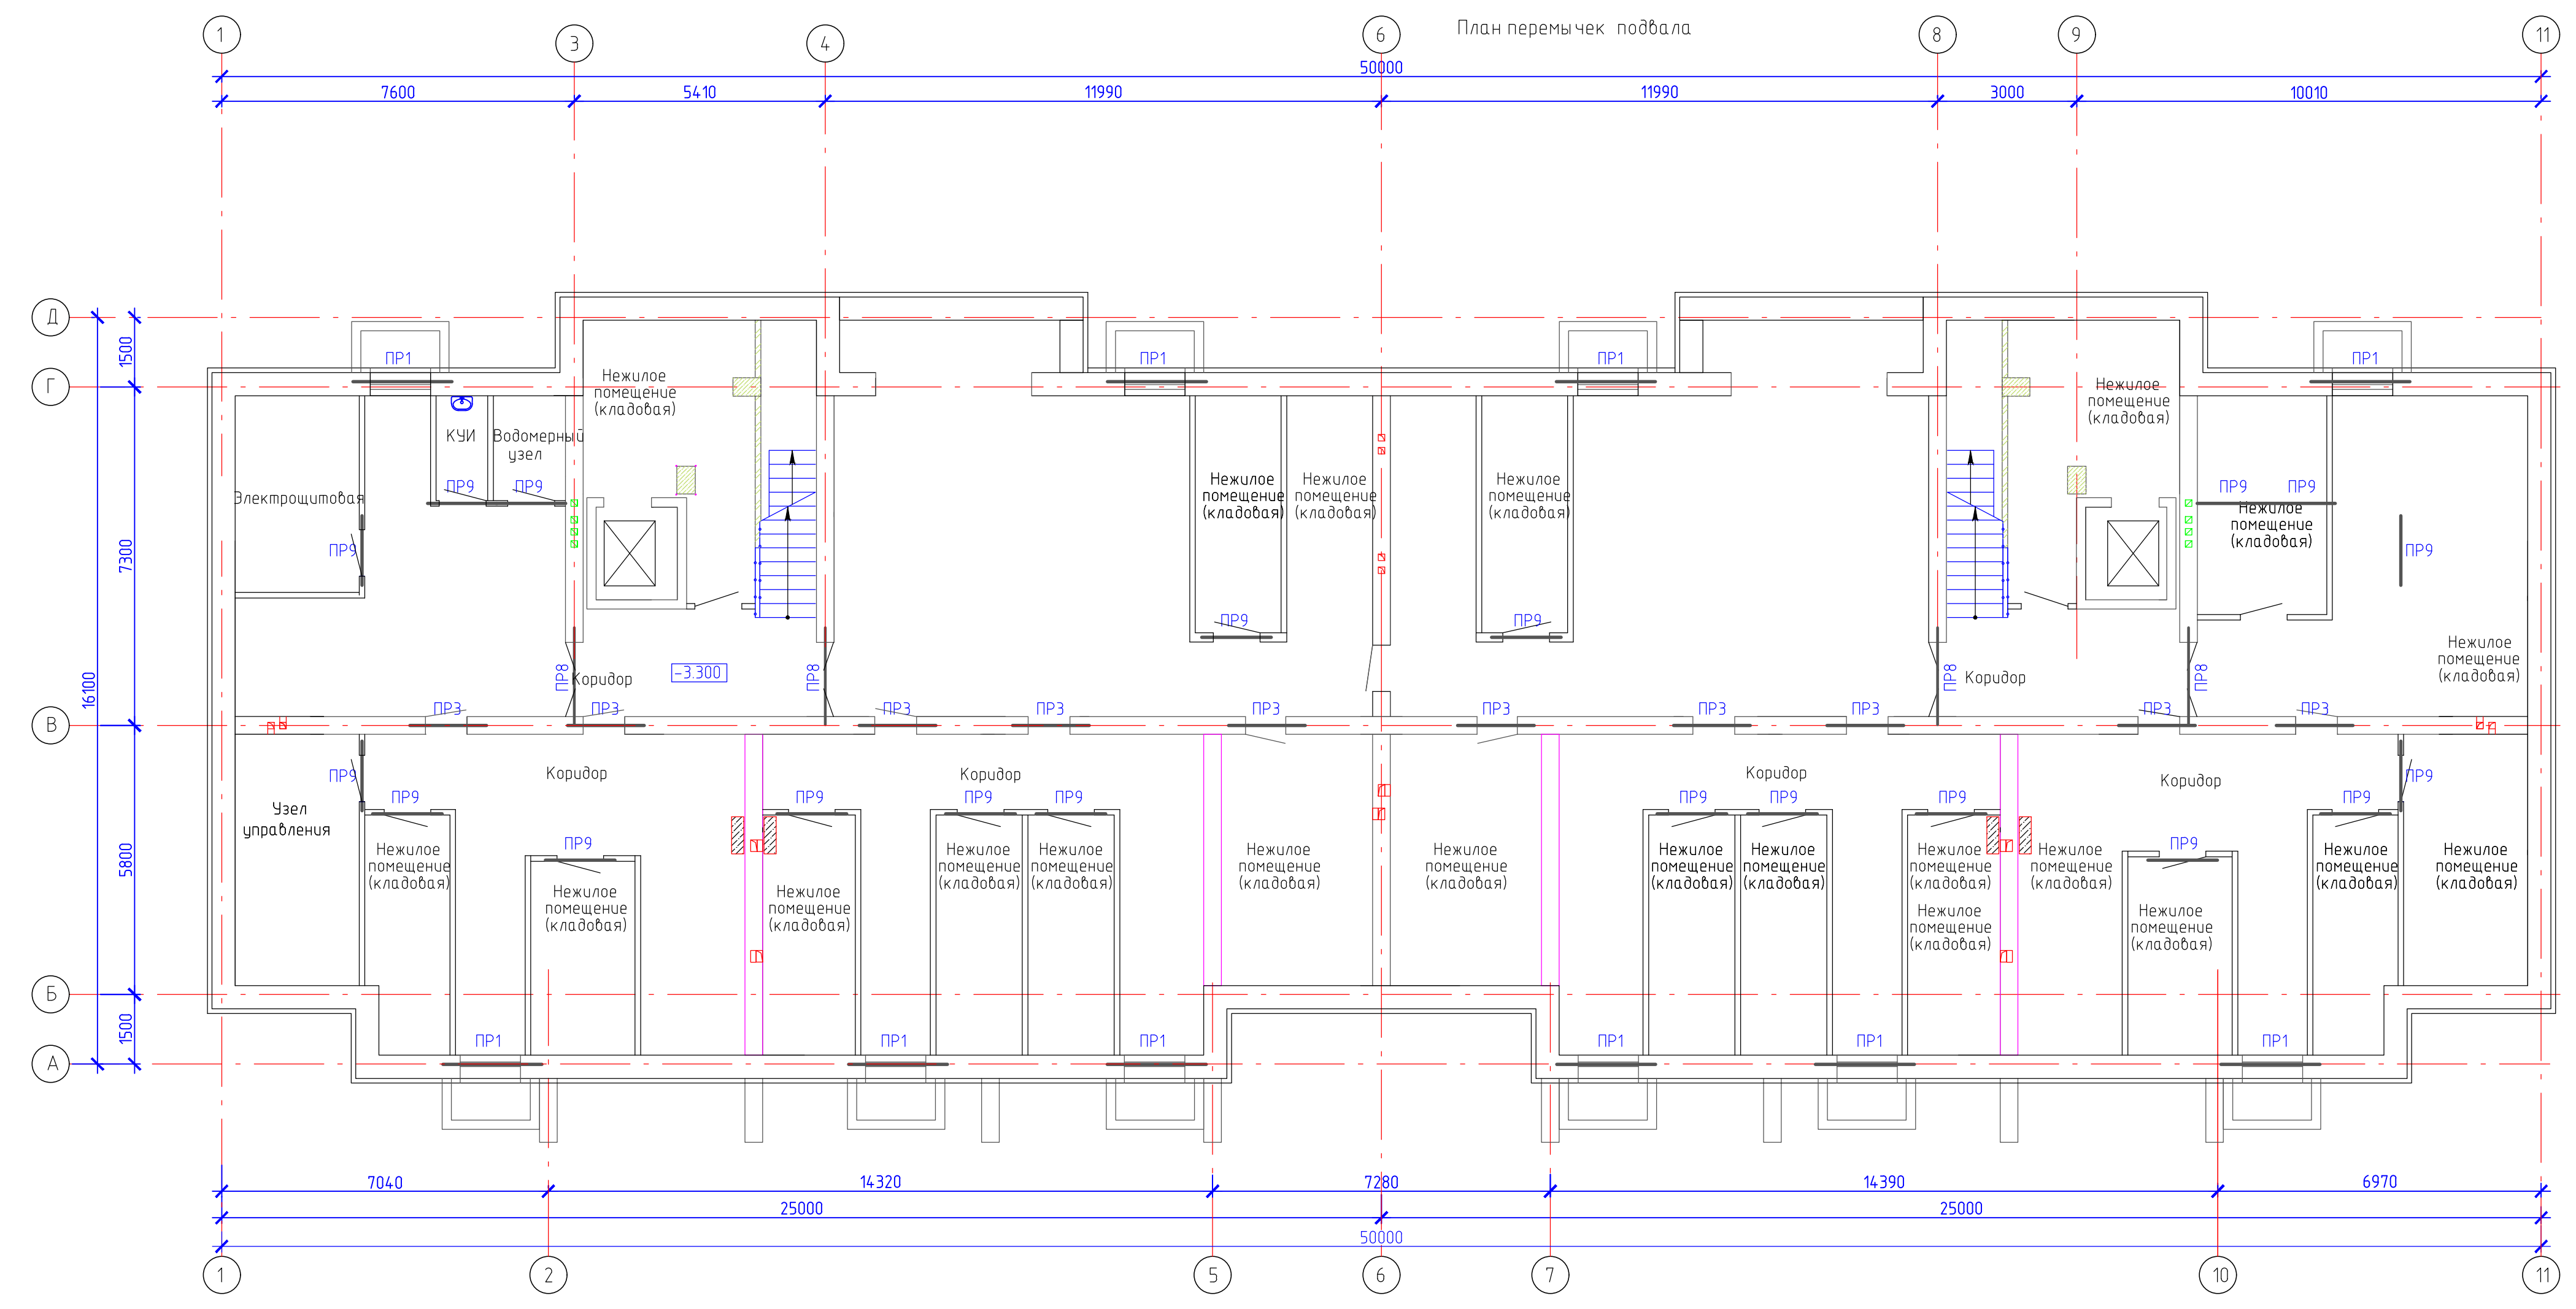 План перемычек подвала
1
3
4
6
8
9
11
50000
7600
5410
11990
11990
3000
10010
Д
Г
В
Б
А
1500
7300
16100
5800
1500
ПР1
ПР1
ПР1
ПР1
Нежилое
помещение
(кладовая)
Нежилое
помещение
(кладовая)
КУИ
Водомерный
узел
ПР9
ПР9
Электрощитовая
ПР9
Нежилое
помещение
(кладовая)
Нежилое
помещение
(кладовая)
Нежилое
помещение
(кладовая)
ПР9
ПР9
Нежилое
помещение
(кладовая)
ПР9
ПР9
ПР9
Нежилое
помещение
(кладовая)
ПР8
Коридор
-3.300
ПР8
ПР8
Коридор
ПР8
ПР3
ПР3
ПР3
ПР3
ПР3
ПР3
ПР3
ПР3
ПР3
ПР3
ПР9
Коридор
Коридор
Коридор
Коридор
ПР9
Узел
управления
ПР9
ПР9
ПР9
ПР9
ПР9
ПР9
ПР9
ПР9
ПР9
ПР9
Нежилое
помещение
(кладовая)
Нежилое
помещение
(кладовая)
Нежилое
помещение
(кладовая)
Нежилое
помещение
(кладовая)
Нежилое
помещение
(кладовая)
Нежилое
помещение
(кладовая)
Нежилое
помещение
(кладовая)
Нежилое
помещение
(кладовая)
Нежилое
помещение
(кладовая)
Нежилое
помещение
(кладовая)
Нежилое
помещение
(кладовая)
Нежилое
помещение
(кладовая)
Нежилое
помещение
(кладовая)
Нежилое
помещение
(кладовая)
Нежилое
помещение
(кладовая)
Нежилое
помещение
(кладовая)
ПР1
ПР1
ПР1
ПР1
ПР1
ПР1
7040
14320
7280
14390
6970
25000
25000
50000
1
2
5
6
7
10
11